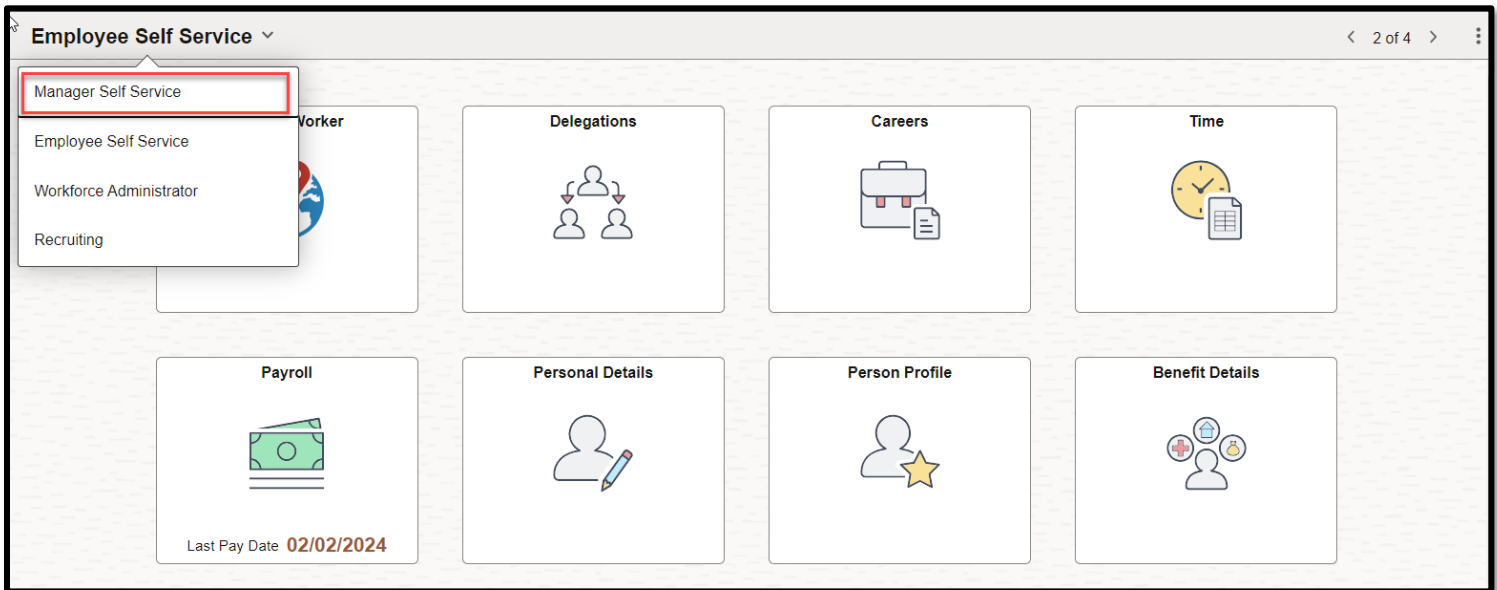 Employee Self Service
2 of 4
Manager Self Service
Employee Self Service
Workforce Administrator
Recruiting
Worker
Delegations
Careers
Time
Payroll
Last Pay Date 02/02/2024
Personal Details
Person Profile
Benefit Details